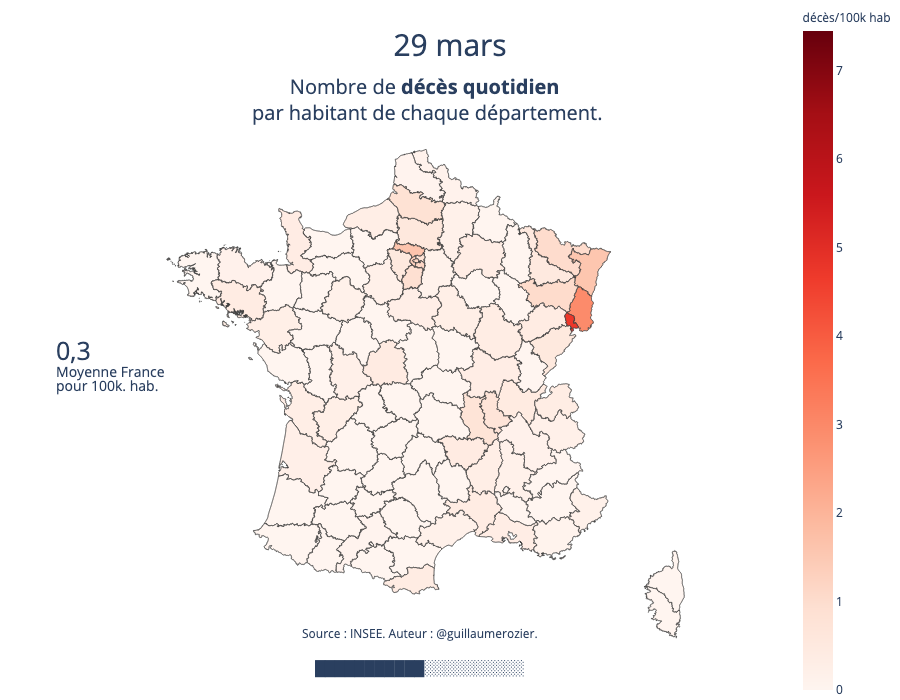 décès/100k hab
29 mars
Nombre de décès quotidien
par habitant de chaque département.
7
6
5
4
3
2
1
0
0,3
Moyenne France
pour 100k. hab.
Source : INSEE. Auteur : @guillaumerozier.